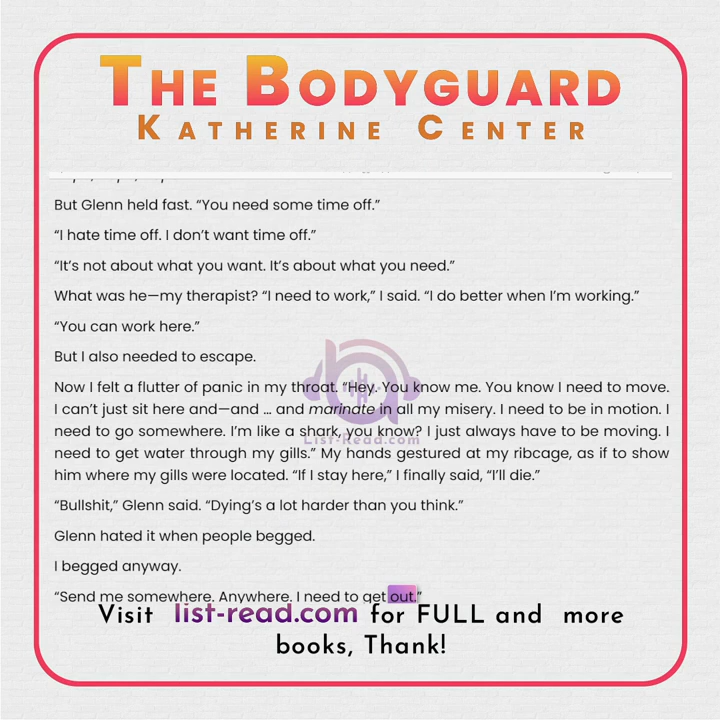 THE BODYGUARD
KATHERINE CENTER
But Glenn held fast. “You need some time off.”
“I hate time off. I don’t want time off.”
“It’s not about what you want. It’s about what you need.”
What was he—my therapist? “I need to work,” I said. “I do better when I’m working.”
“You can work here.”
But I also needed to escape.
Now I felt a flutter of panic in my throat. “Hey. You know me. You know I need to move.
I can’t just sit here and—and … and marinate in all my misery. I need to be in motion. I
need to go somewhere. I’m like a shark, you know? I just always have to be moving. I
List-Read.com
need to get water through my gills.” My hands gestured at my ribcage, as if to show
him where my gills were located. “If I stay here,” I finally said, “I’ll die.”
“Bullshit,” Glenn said. “Dying’s a lot harder than you think.”
Glenn hated it when people begged.
I begged anyway.
“Send me somewhere. Anywhere. I need to get out.”
Visit list-read.com for FULL and more
books, Thank!